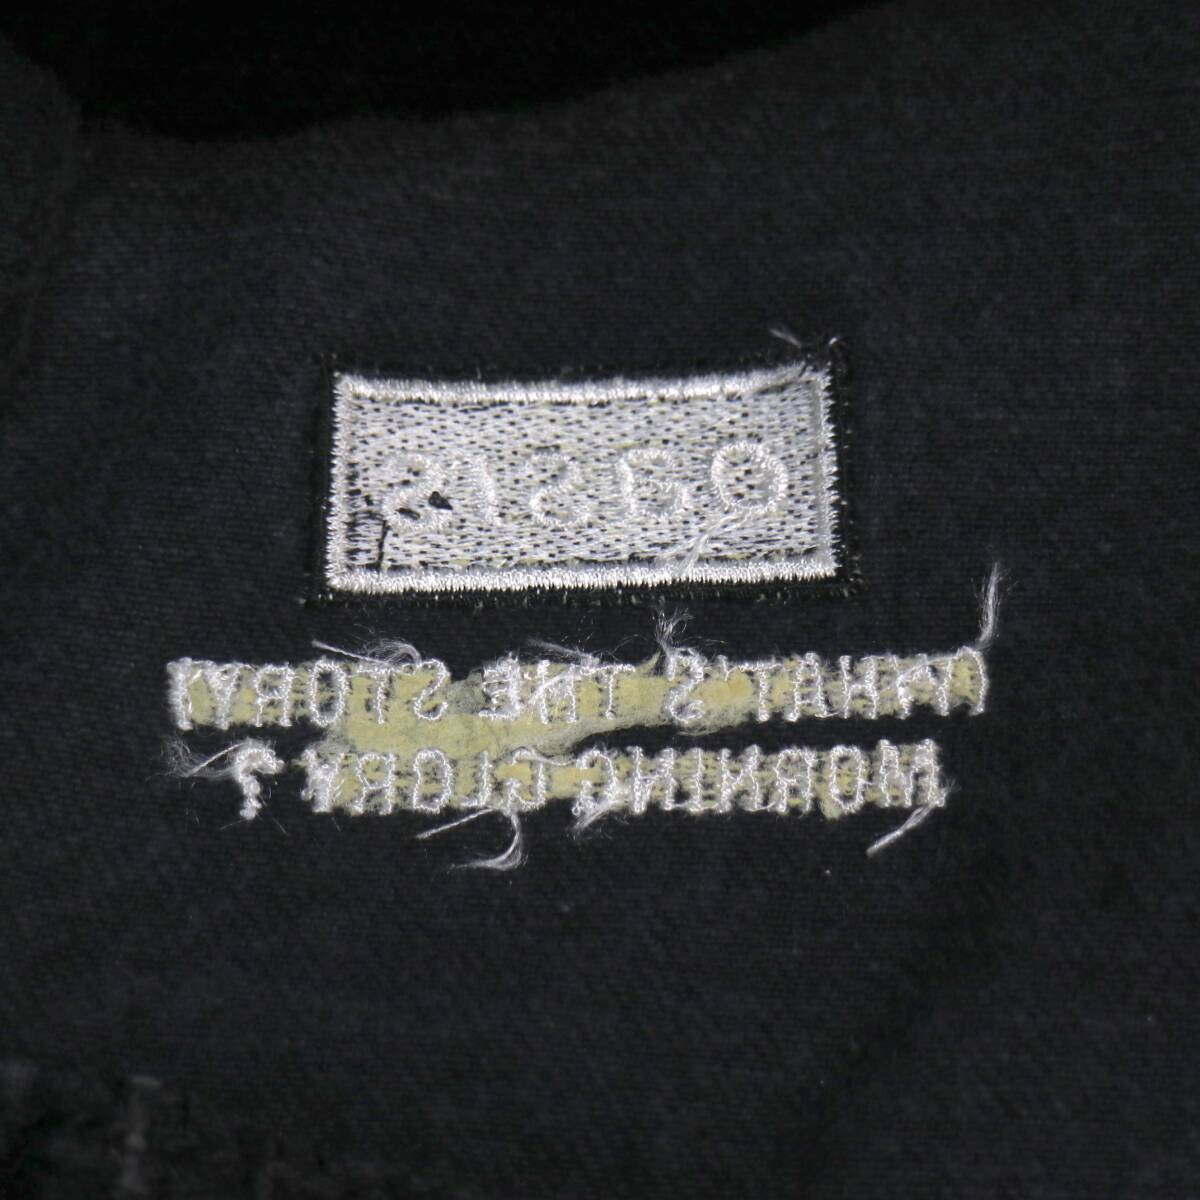 oasis
(WHAT'S THE STORY)
MORNING GLORY?